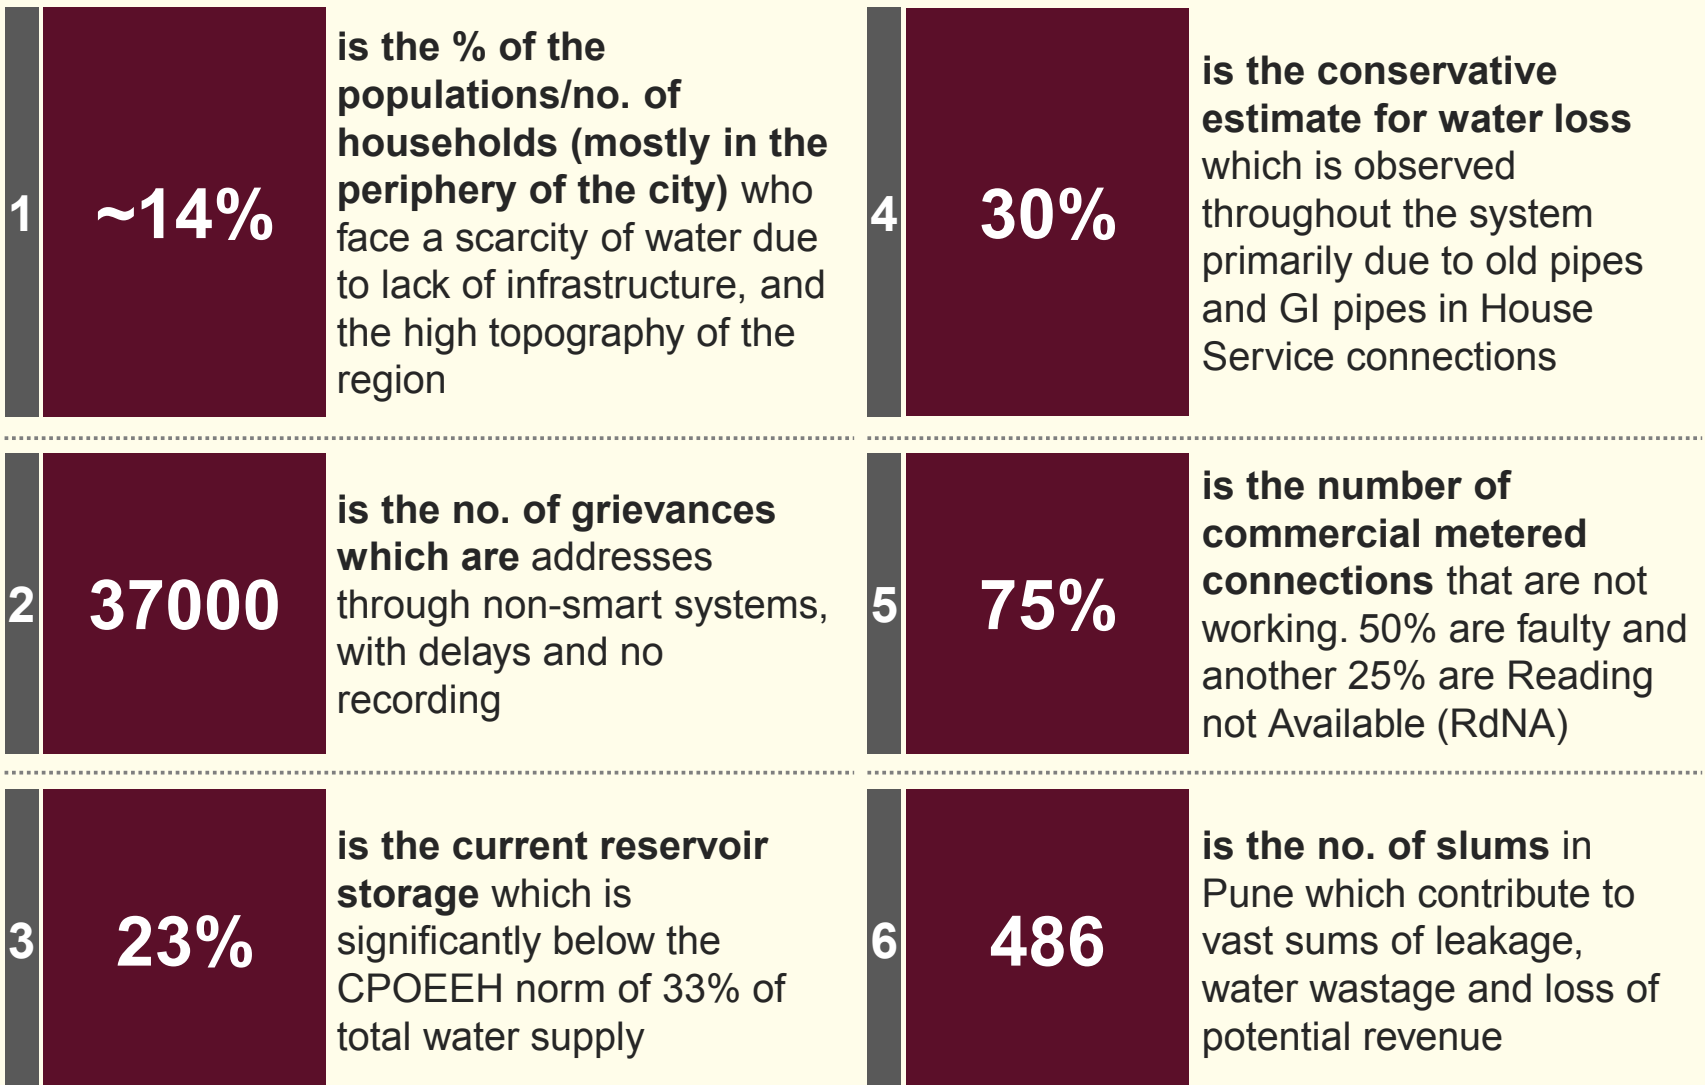 1
~14%
is the % of the
populations/no. of
households (mostly in the
periphery of the city) who
face a scarcity of water due
to lack of infrastructure, and
the high topography of the
region
2
37000
is the no. of grievances
which are addresses
through non-smart systems,
with delays and no
recording
3
23%
is the current reservoir
storage which is
significantly below the
CPOEEH norm of 33% of
total water supply
4
30%
is the conservative
estimate for water loss
which is observed
throughout the system
primarily due to old pipes
and GI pipes in House
Service connections
5
75%
is the number of
commercial metered
connections that are not
working. 50% are faulty and
another 25% are Reading
not Available (RdNA)
6
486
is the no. of slums in
Pune which contribute to
vast sums of leakage,
water wastage and loss of
potential revenue